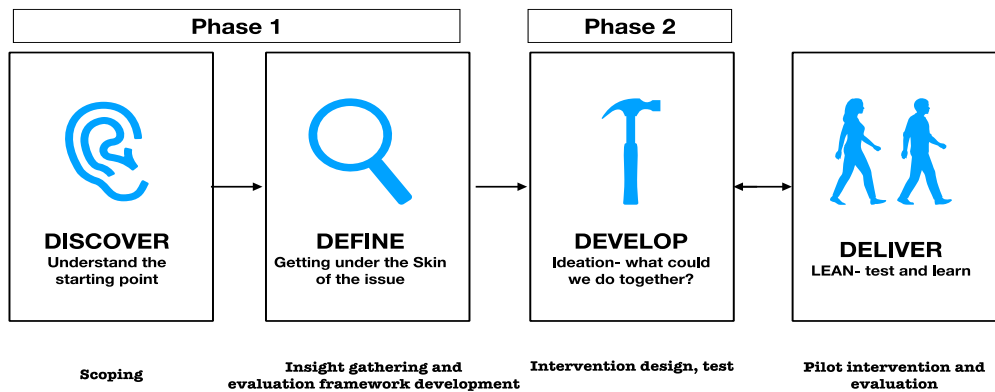 Phase 1
Phase 2
DISCOVER
Understand the
starting point
DEFINE
Getting under the Skin
of the issue
DEVELOP
Ideation- what could
we do together?
DELIVER
LEAN- test and learn
Scoping
Insight gathering and
evaluation framework development
Intervention design, test
Pilot intervention and
evaluation